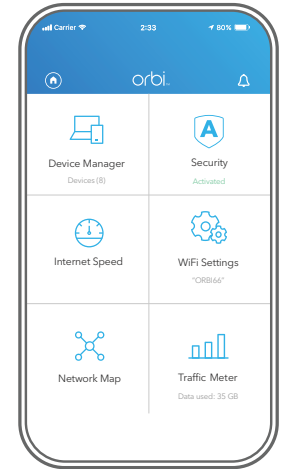 Carrier 2:33 80%
orbi
Device Manager
Devices (8)
A
Security
Activated
Internet Speed
WiFi Settings
"ORBI66"
Network Map
Traffic Meter
Data used: 35 GB